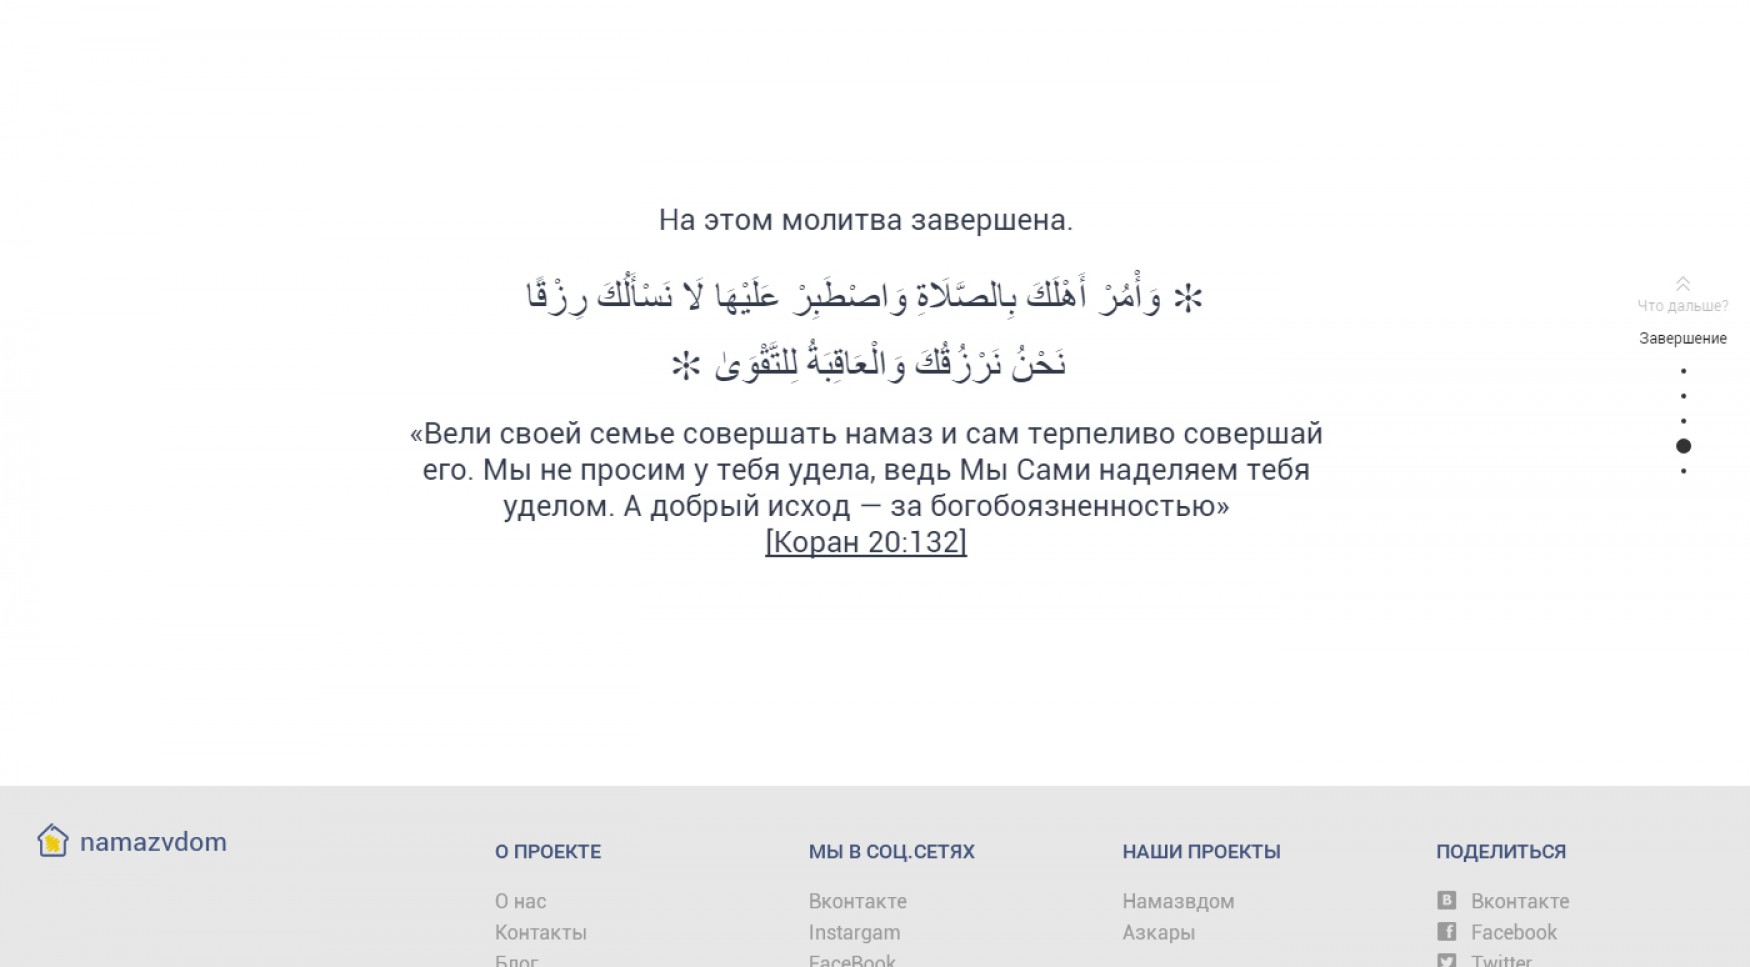 На этом молитва завершена.
✻ وَأْمُرْ أَهْلَكَ بِالصَّلَاةِ وَاصْطَبِرْ عَلَيْهَا لَا نَسْأَلُكَ رِزْقًا
نَحْنُ نَرْزُقُكَ وَالْعَاقِبَةُ لِلتَّقْوَىٰ ✻
«Вели своей семье совершать намаз и сам терпеливо совершай
его. Мы не просим у тебя удела, ведь Мы Сами наделяем тебя
уделом. А добрый исход — за богобоязненностью»
[Коран 20:132]
Что дальше?
Завершение
namazvdom
О ПРОЕКТЕ
О нас
Контакты
Блог
МЫ В СОЦ.СЕТЯХ
Вконтакте
Instargam
FaceBook
НАШИ ПРОЕКТЫ
Намазвдом
Азкары
ПОДЕЛИТЬСЯ
Вконтакте
Facebook
Twitter